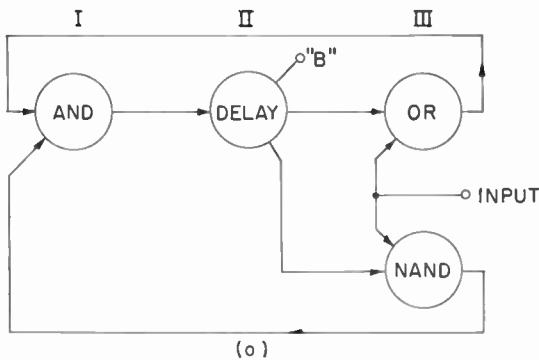 I II III
"B"
AND DELAY OR
INPUT
NAND
(a)